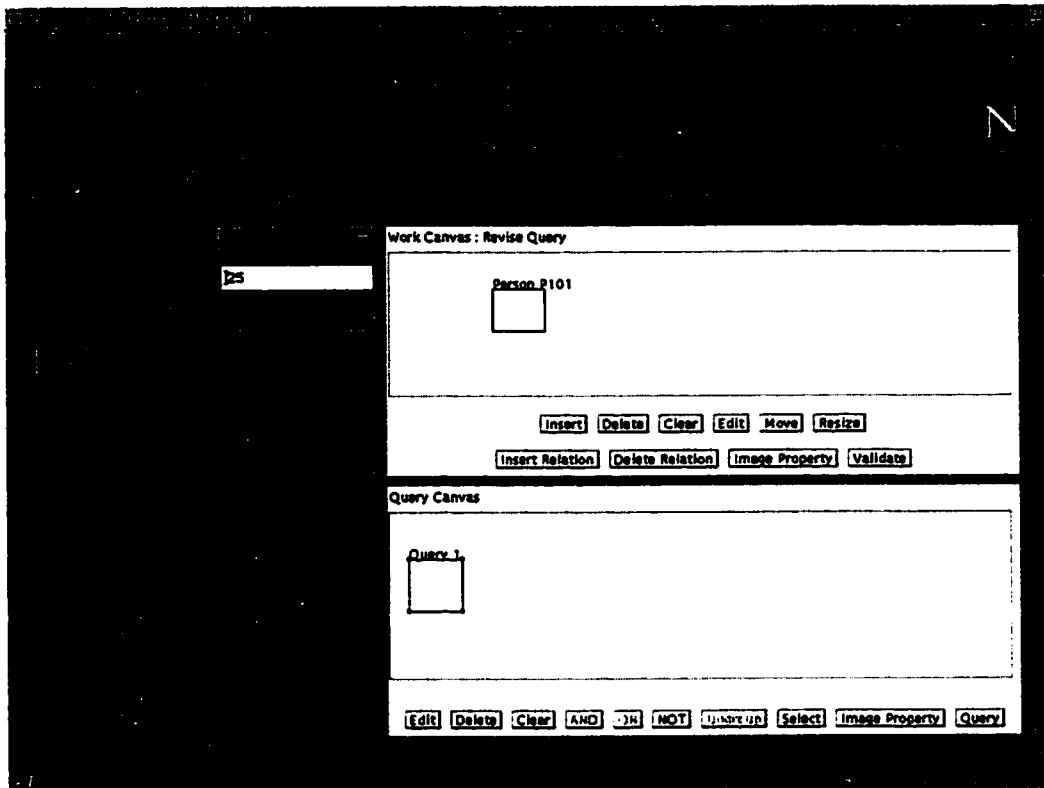 N
Work Canvas : Revise Query
25
Person P101
Insert Delete Clear Edit Move Resize
Insert Relation Delete Relation Image Property Validate
Query Canvas
Query 1
Edit Delete Clear AND OR NOT Select Image Property Query